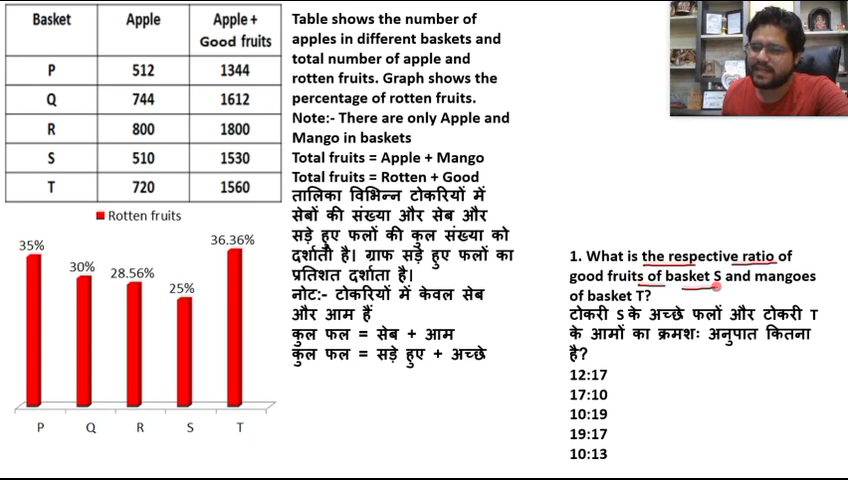 Basket Apple Apple +
Good fruits
P 512 1344
Q 744 1612
R 800 1800
S 510 1530
T 720 1560
Rotten fruits
35%
30%
28.56%
25%
36.36%
P Q R S T
Table shows the number of
apples in different baskets and
total number of apple and
rotten fruits. Graph shows the
percentage of rotten fruits.
Note:- There are only Apple and
Mango in baskets
Total fruits = Apple + Mango
Total fruits = Rotten + Good
तालिका विभिन्न टोकरियों में
सेबों की संख्या और सेब और
सड़े हुए फलों की कुल संख्या को
दर्शाती है। ग्राफ सड़े हुए फलों का
प्रतिशत दर्शाता है।
नोट:- टोकरियों में केवल सेब
और आम हैं
कुल फल = सेब + आम
कुल फल = सड़े हुए + अच्छे
1. What is the respective ratio of
good fruits of basket S and mangoes
of basket T?
टोकरी S के अच्छे फलों और टोकरी T
के आमों का क्रमशः अनुपात कितना
है?
12:17
17:10
10:19
19:17
10:13